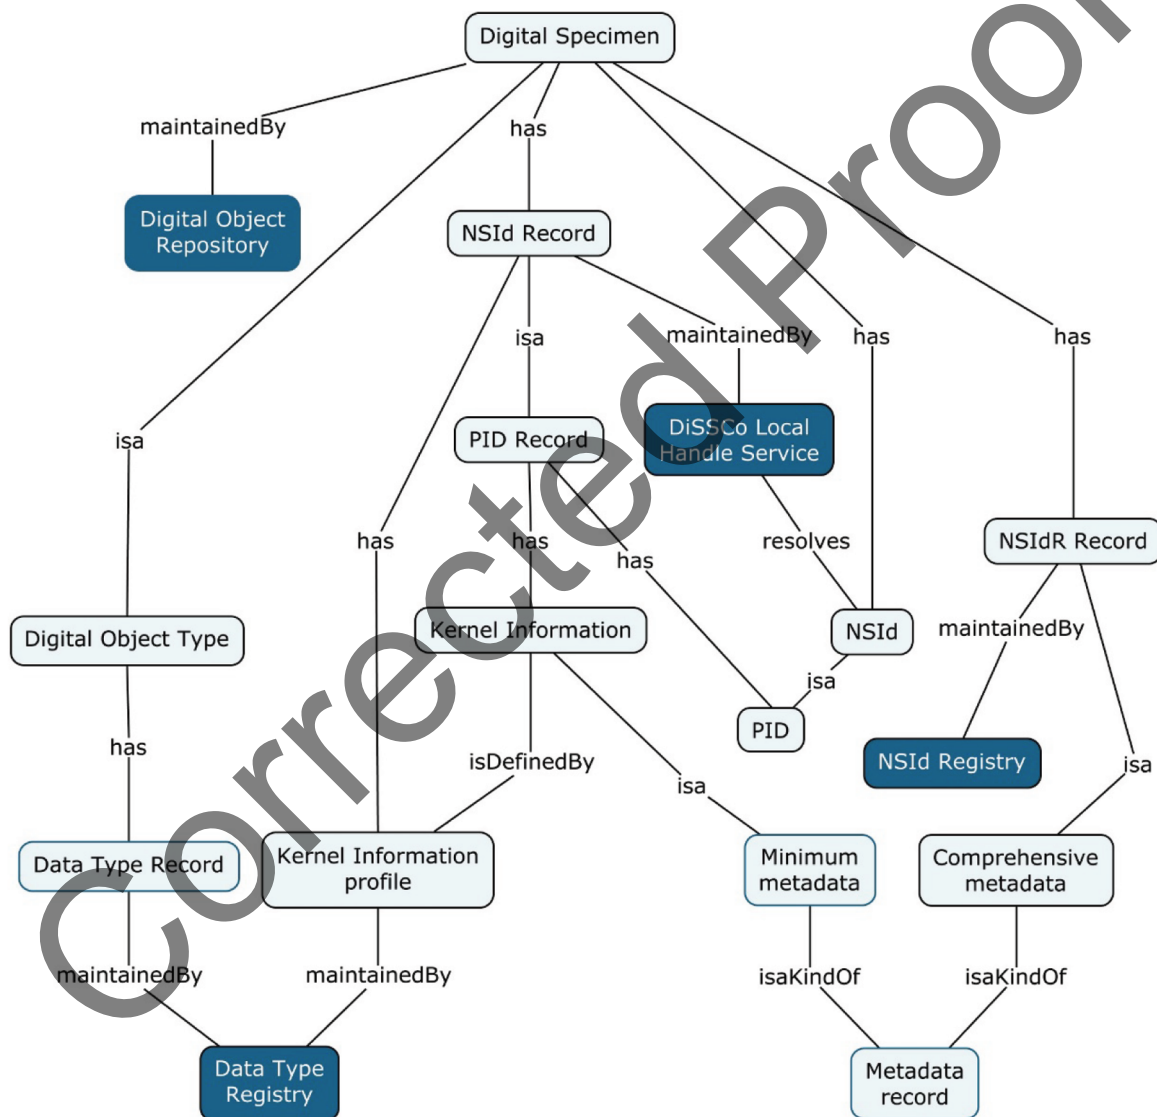 Digital Specimen
maintainedBy
has
Digital Object
Repository
NSId Record
isa
maintainedBy
has
has
isa
PID Record
DiSSCo Local
Handle Service
has
has
has
resolves
NSIdR Record
Digital Object Type
Kernel Information
NSId
maintainedBy
isa
PID
has
isDefinedBy
isa
NSId Registry
isa
Data Type Record
Kernel Information
profile
Minimum
metadata
Comprehensive
metadata
maintainedBy
maintainedBy
isaKindOf
isaKindOf
Data Type
Registry
Metadata
record
Corrected Proof